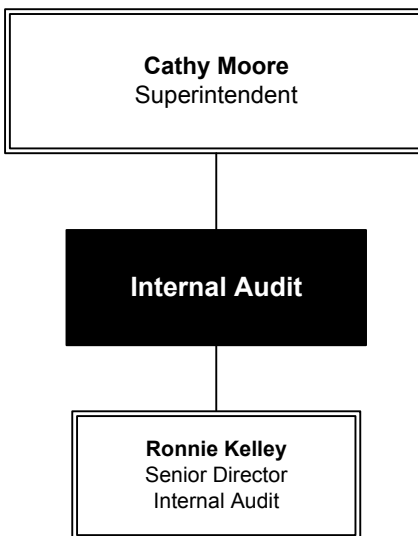 Cathy Moore
Superintendent
Internal Audit
Ronnie Kelley
Senior Director
Internal Audit